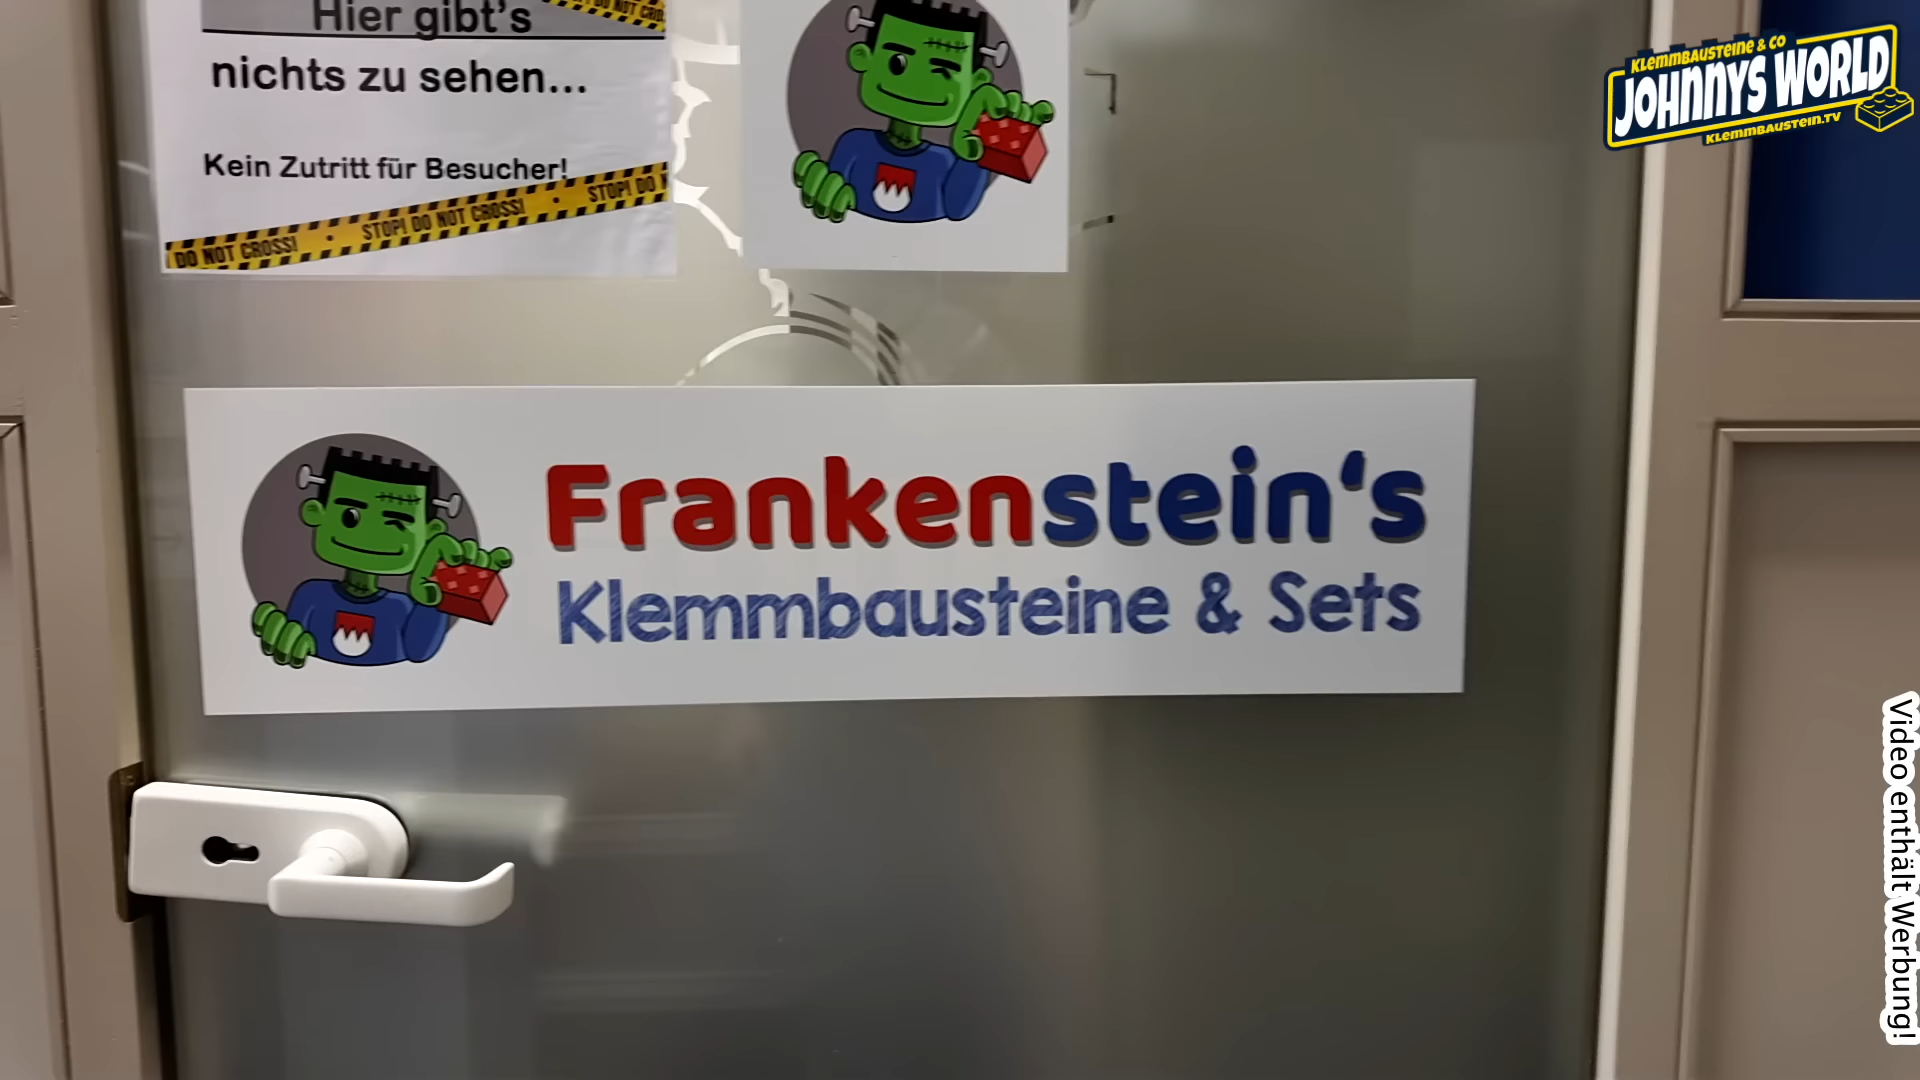 Hier gibt's
nichts zu sehen...
Kein Zutritt für Besucher!
DO NOT CROSS! • STOP! DO NOT CROSS! • STOP! DO
Frankenstein‘s
Klemmbausteine & Sets
KLEMMBAUSTEINE & CO
JOHNNYS WORLD
KLEMMBAUSTEIN.TV
Video enthält Werbung!